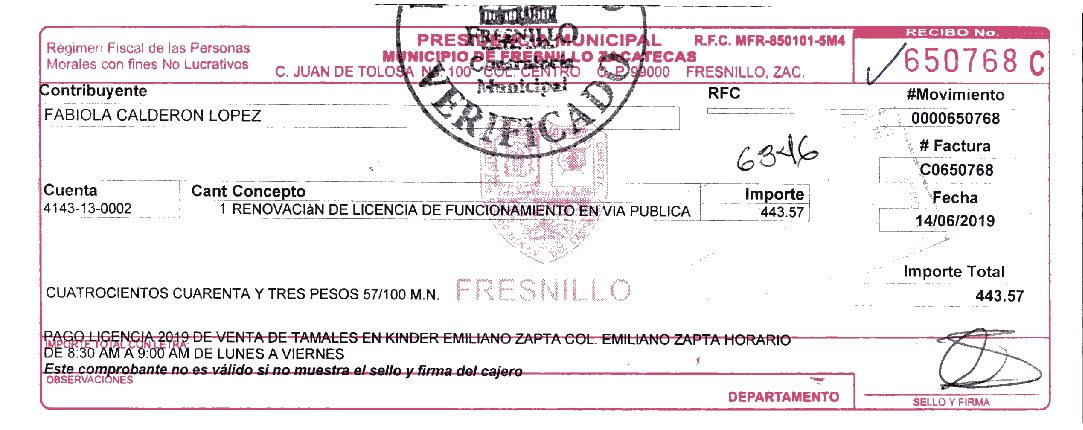 Régimen Fiscal de las Personas
Morales con fines No Lucrativos
PRESIDENCIA MUNICIPAL
MUNICIPIO DE FRESNILLO ZACATECAS
C. JUAN DE TOLOSA No. 100 COL. CENTRO C.P. 99000 FRESNILLO, ZAC.
R.F.C. MFR-850101-5M4
RECIBO No.
650768 C
FRESNILLO
Contraloría
Municipal
VERIFICADO
Contribuyente
RFC
#Movimiento
FABIOLA CALDERON LOPEZ
0000650768
# Factura
6346
C0650768
Cuenta
Cant Concepto
Importe
Fecha
4143-13-0002
1 RENOVACIÀN DE LICENCIA DE FUNCIONAMIENTO EN VIA PUBLICA
443.57
14/06/2019
Importe Total
443.57
CUATROCIENTOS CUARENTA Y TRES PESOS 57/100 M.N.
FRESNILLO
PAGO LICENCIA 2019 DE VENTA DE TAMALES EN KINDER EMILIANO ZAPTA COL. EMILIANO ZAPTA HORARIO
IMPORTE TOTAL CON LETRA
DE 8:30 AM A 9:00 AM DE LUNES A VIERNES
Este comprobante no es válido si no muestra el sello y firma del cajero
OBSERVACIONES
DEPARTAMENTO
SELLO Y FIRMA